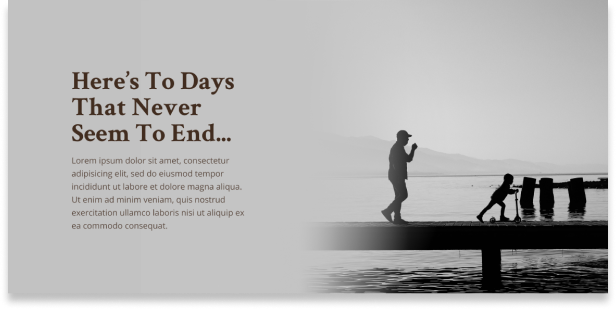 Here's To Days
That Never
Seem To End...
Lorem ipsum dolor sit amet, consectetur
adipisicing elit, sed do eiusmod tempor
incididunt ut labore et dolore magna aliqua.
Ut enim ad minim veniam, quis nostrud
exercitation ullamco laboris nisi ut aliquip ex
ea commodo consequat.